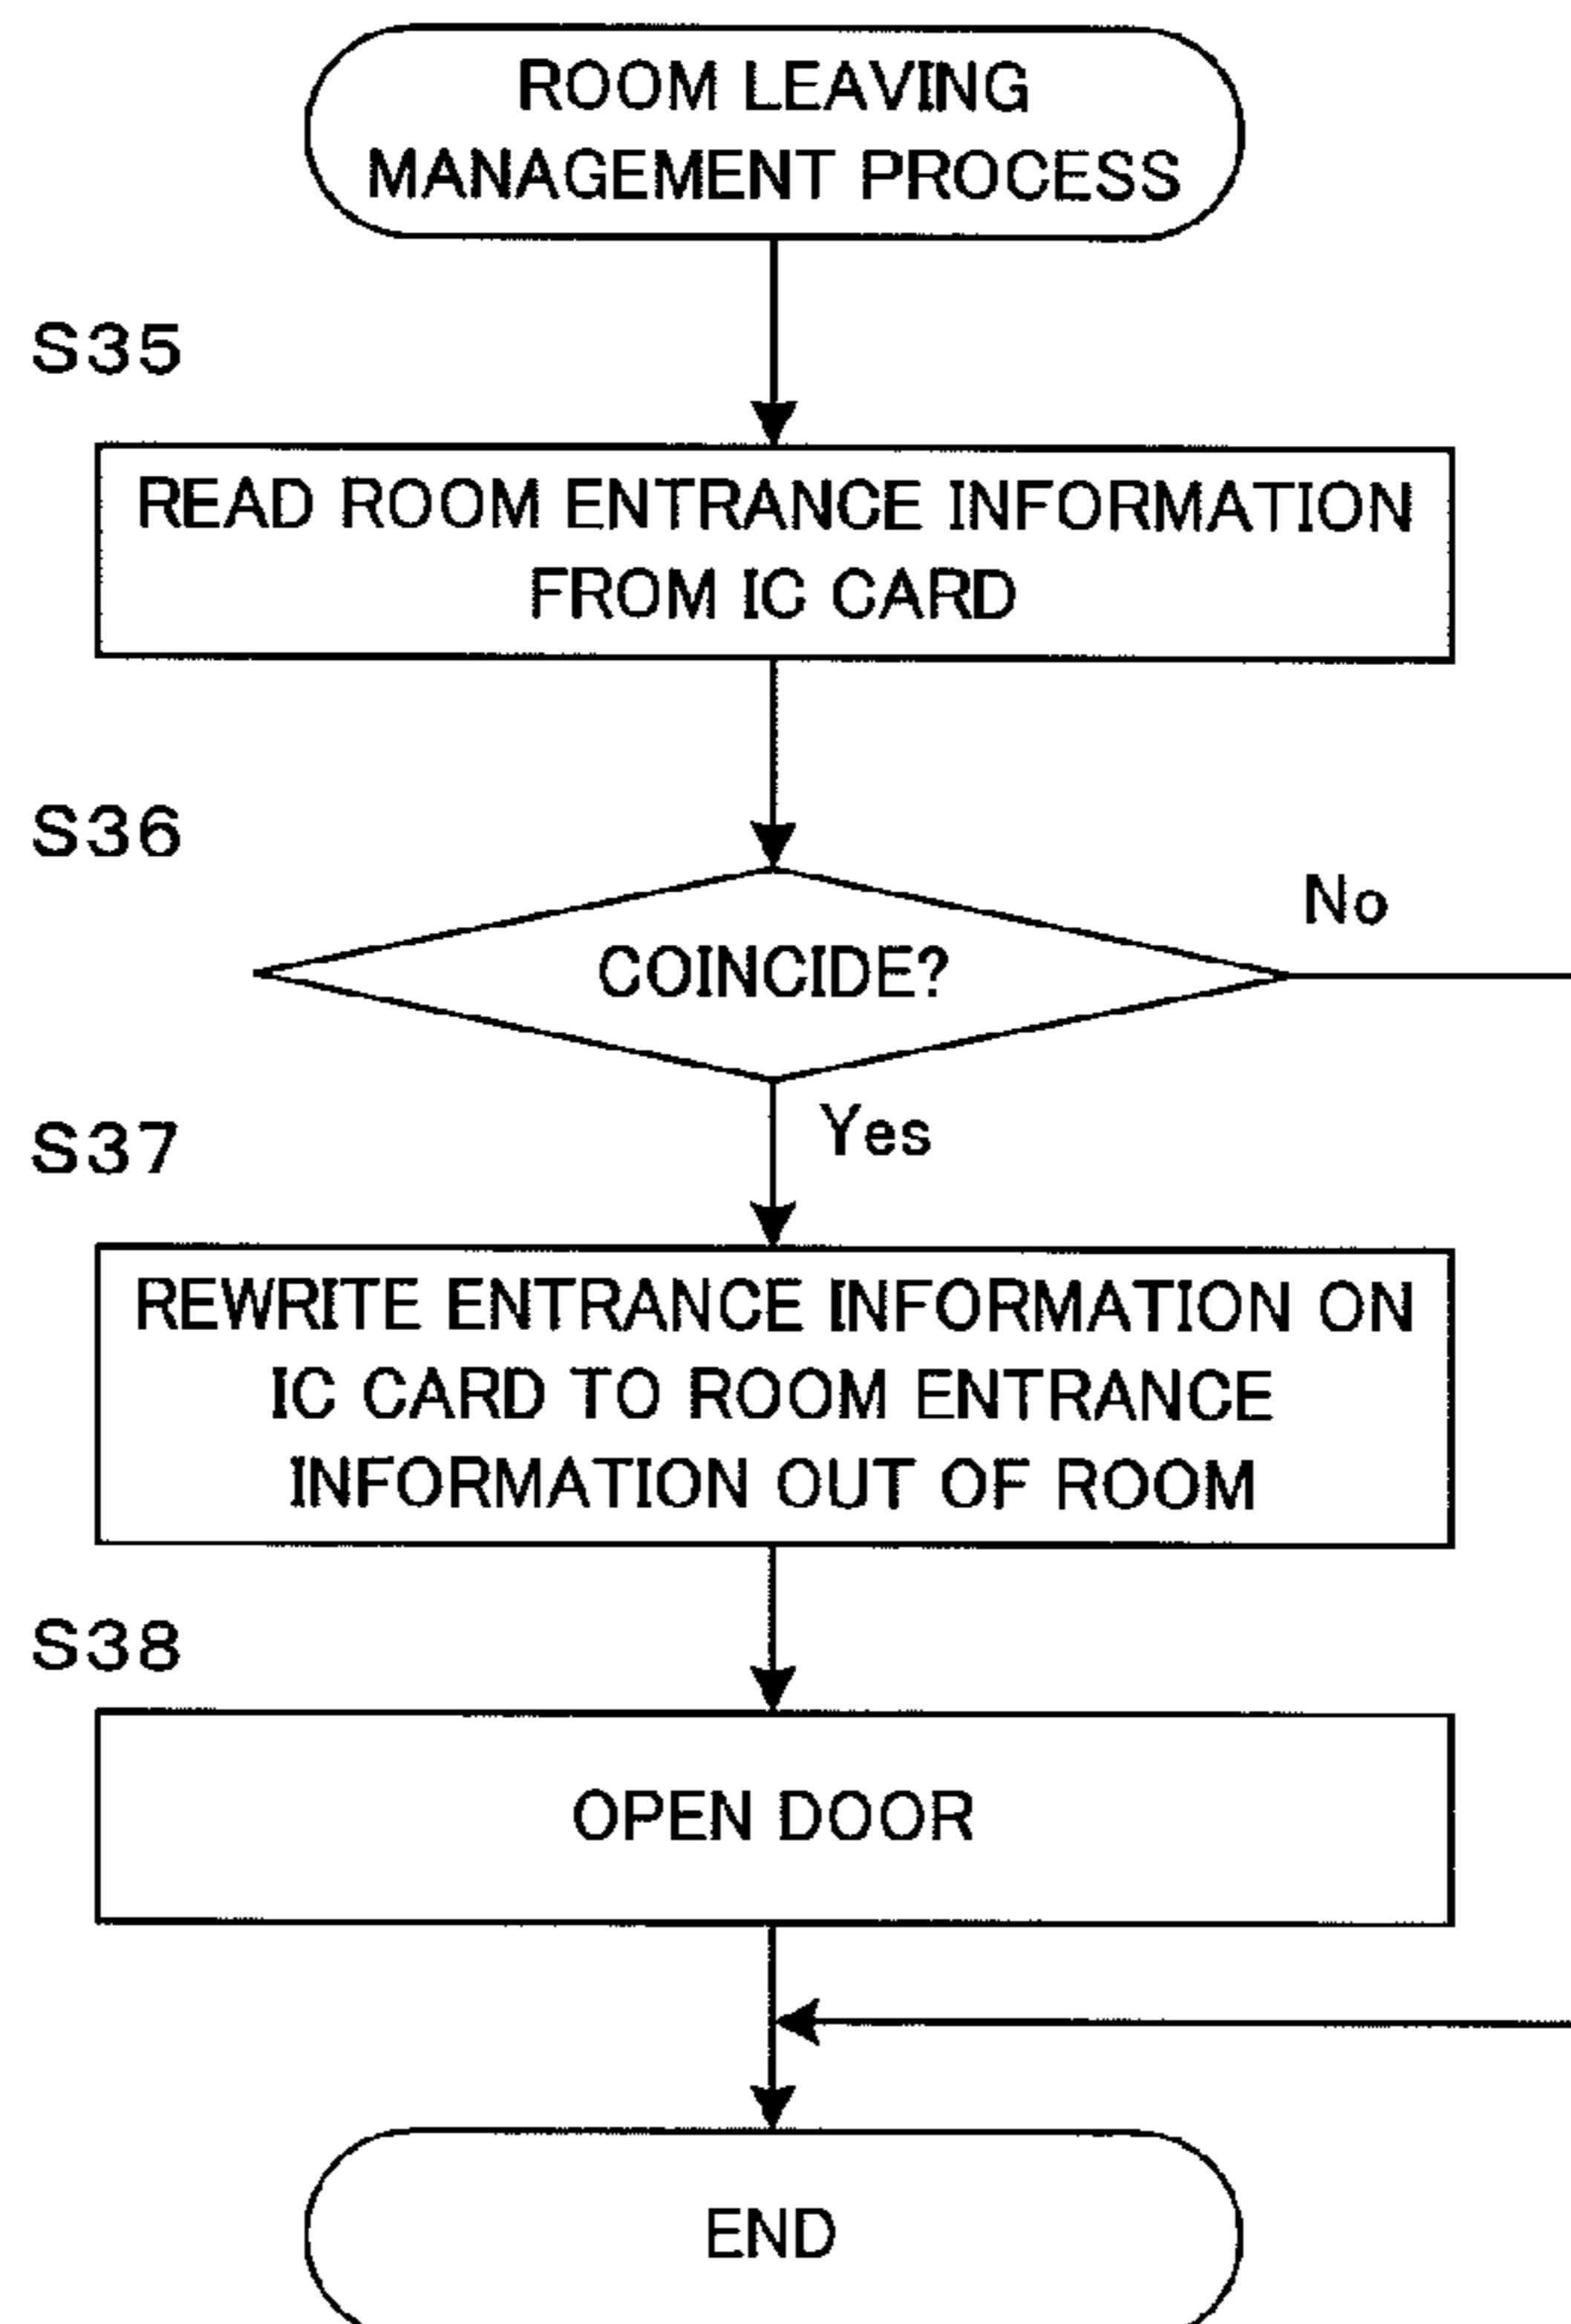 ROOM LEAVING
MANAGEMENT PROCESS
S35
READ ROOM ENTRANCE INFORMATION
FROM IC CARD
S36
COINCIDE?
No
Yes
S37
REWRITE ENTRANCE INFORMATION ON
IC CARD TO ROOM ENTRANCE
INFORMATION OUT OF ROOM
S38
OPEN DOOR
END